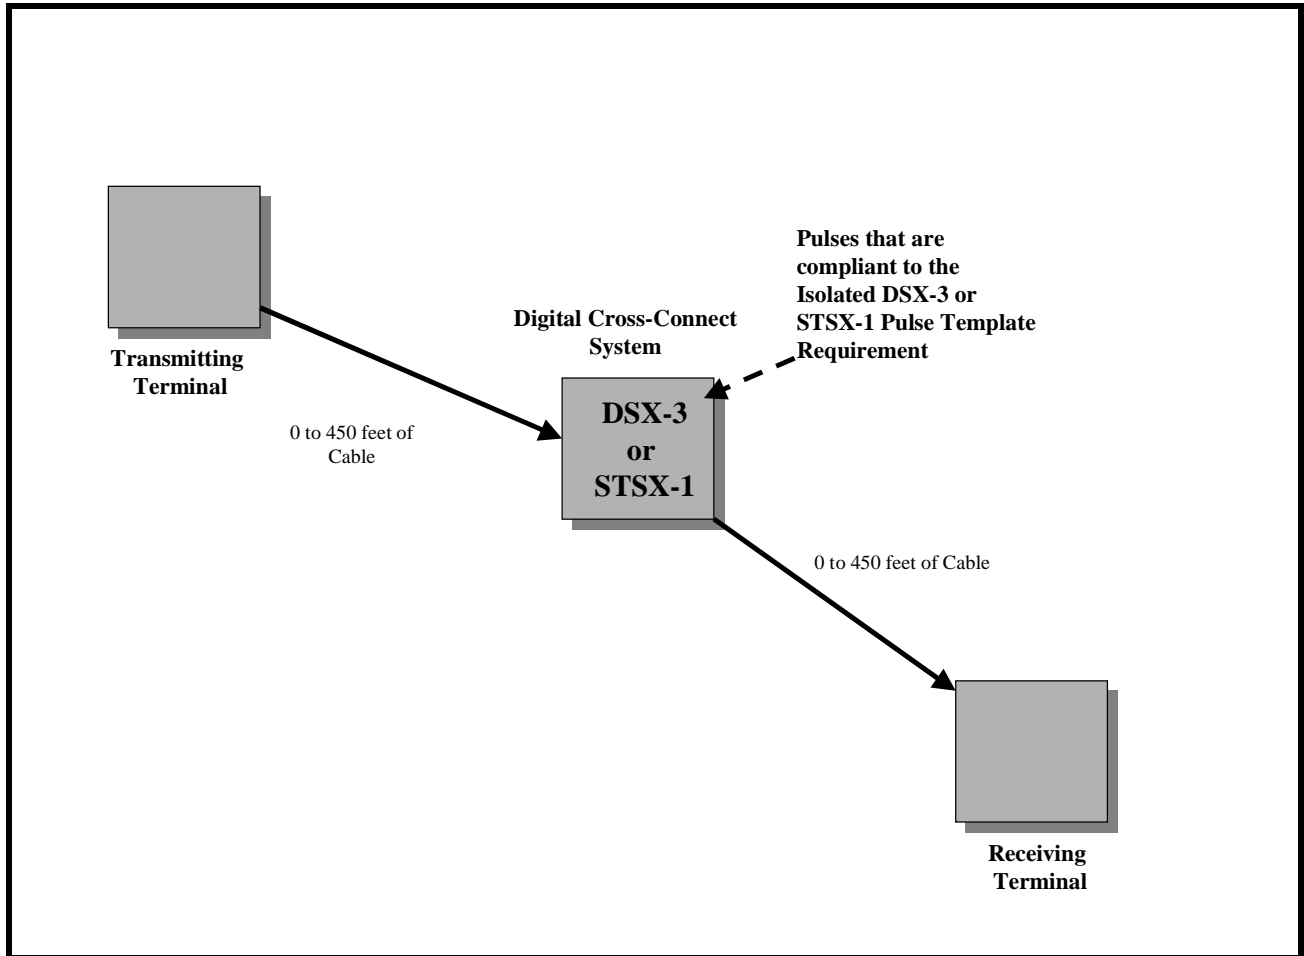 Transmitting
Terminal
0 to 450 feet of
Cable
Digital Cross-Connect
System
DSX-3
or
STSX-1
Pulses that are
compliant to the
Isolated DSX-3 or
STSX-1 Pulse Template
Requirement
0 to 450 feet of Cable
Receiving
Terminal